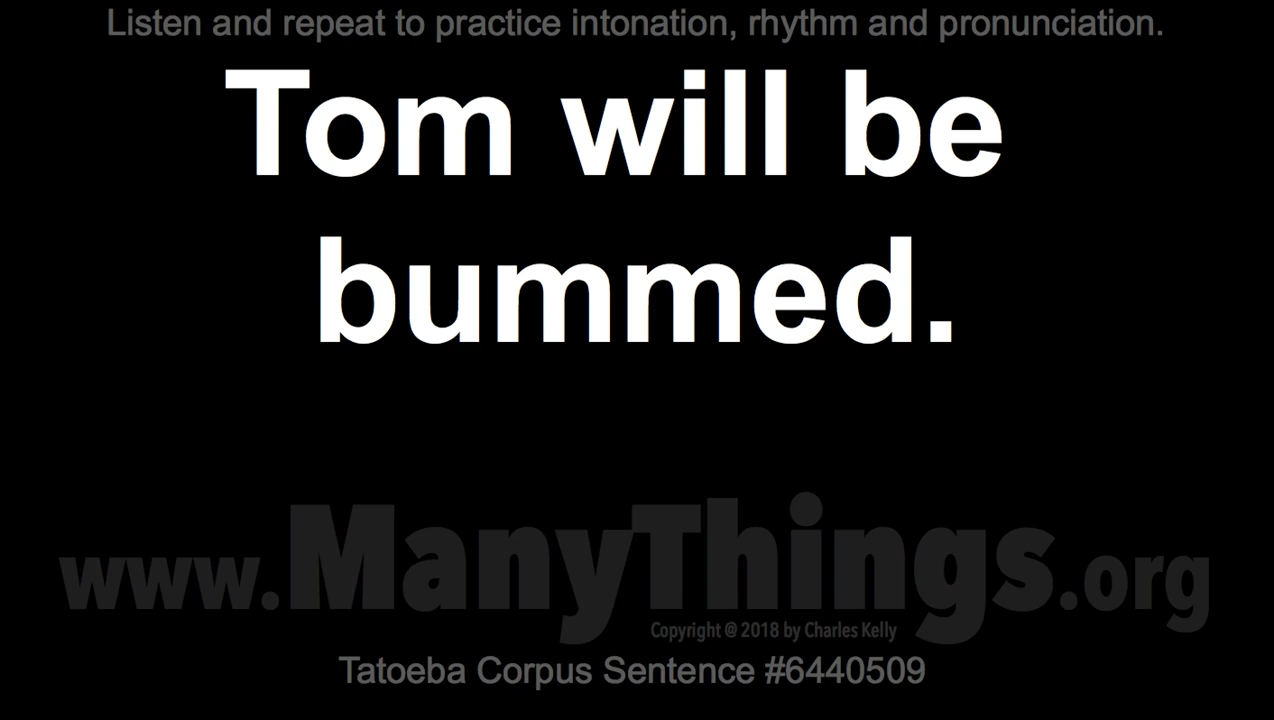 Listen and repeat to practice intonation, rhythm and pronunciation.
Tom will be
bummed.
www.ManyThings.org
Copyright @ 2018 by Charles Kelly
Tatoeba Corpus Sentence #6440509